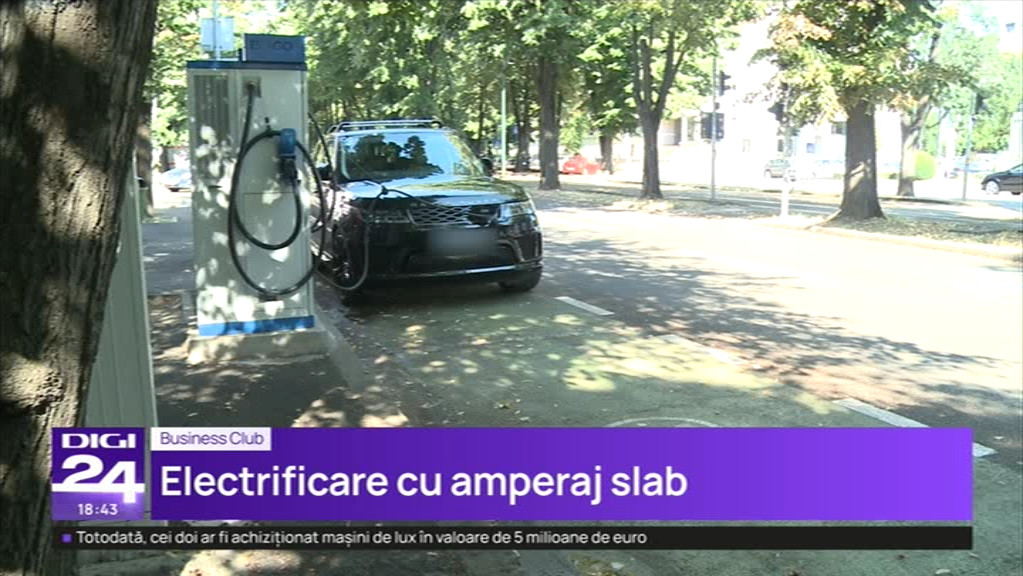 Business Club
DIGI
24
Electrificare cu amperaj slab
18:43
Totodată, cei doi ar fi achiziționat mașini de lux în valoare de 5 milioane de euro